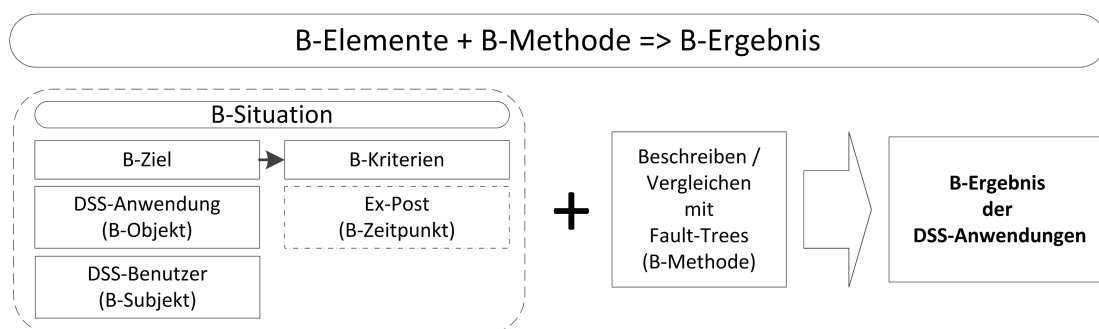 B-Elemente + B-Methode => B-Ergebnis
B-Situation
B-Ziel
B-Kriterien
DSS-Anwendung
(B-Objekt)
Ex-Post
(B-Zeitpunkt)
DSS-Benutzer
(B-Subjekt)
+
Beschreiben /
Vergleichen
mit
Fault-Trees
(B-Methode)
B-Ergebnis
der
DSS-Anwendungen